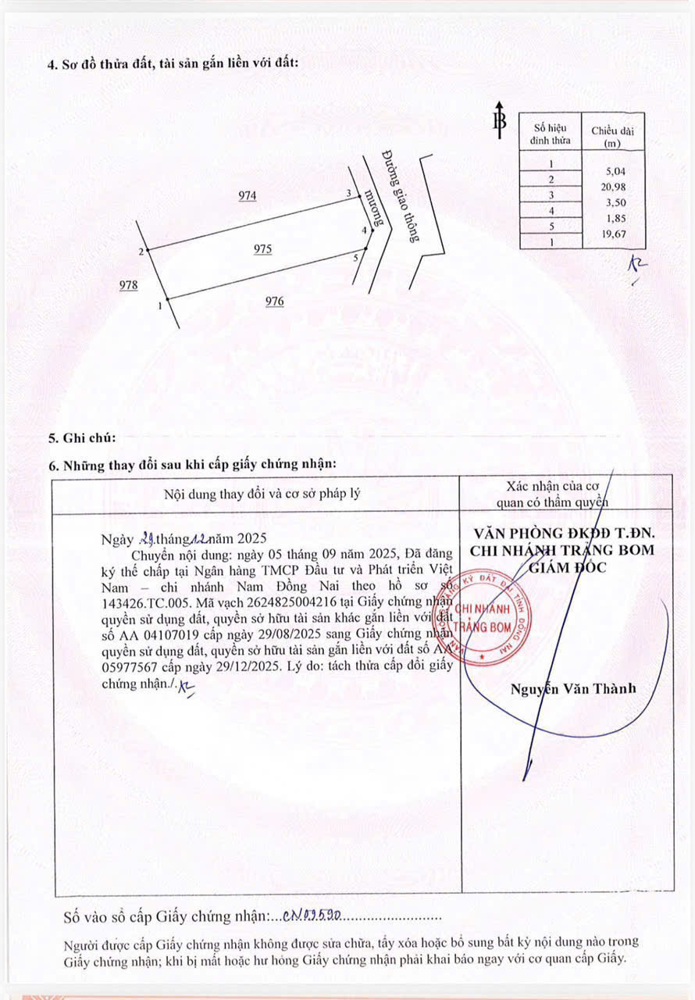 4. Sơ đồ thửa đất, tài sản gắn liền với đất:
B
Số hiệu đỉnh thửa
Chiều dài (m)
1
5,04
2
20,98
3
3,50
4
1,85
5
19,67
1
974
975
976
978
1
2
3
4
5
mương
Đường giao thông
5. Ghi chú:
6. Những thay đổi sau khi cấp giấy chứng nhận:
Nội dung thay đổi và cơ sở pháp lý
Xác nhận của cơ
quan có thẩm quyền
Ngày 29 tháng 12 năm 2025
Chuyển nội dung: ngày 05 tháng 09 năm 2025, Đã đăng
ký thế chấp tại Ngân hàng TMCP Đầu tư và Phát triển Việt
Nam – chi nhánh Nam Đồng Nai theo hồ sơ số
143426.TC.005. Mã vạch 2624825004216 tại Giấy chứng nhận
quyền sử dụng đất, quyền sở hữu tài sản khác gắn liền với đất
số AA 04107019 cấp ngày 29/08/2025 sang Giấy chứng nhận
quyền sử dụng đất, quyền sở hữu tài sản gắn liền với đất số AA
05977567 cấp ngày 29/12/2025. Lý do: tách thửa cấp đổi giấy
chứng nhận./.
VĂN PHÒNG ĐKĐĐ T.ĐN.
CHI NHÁNH TRẢNG BOM
GIÁM ĐỐC
CHI NHÁNH
TRẢNG BOM
Nguyễn Văn Thành
Số vào sổ cấp Giấy chứng nhận:...CN09590...........................
Người được cấp Giấy chứng nhận không được sửa chữa, tẩy xóa hoặc bổ sung bất kỳ nội dung nào trong
Giấy chứng nhận; khi bị mất hoặc hư hỏng Giấy chứng nhận phải khai báo ngay với cơ quan cấp Giấy.